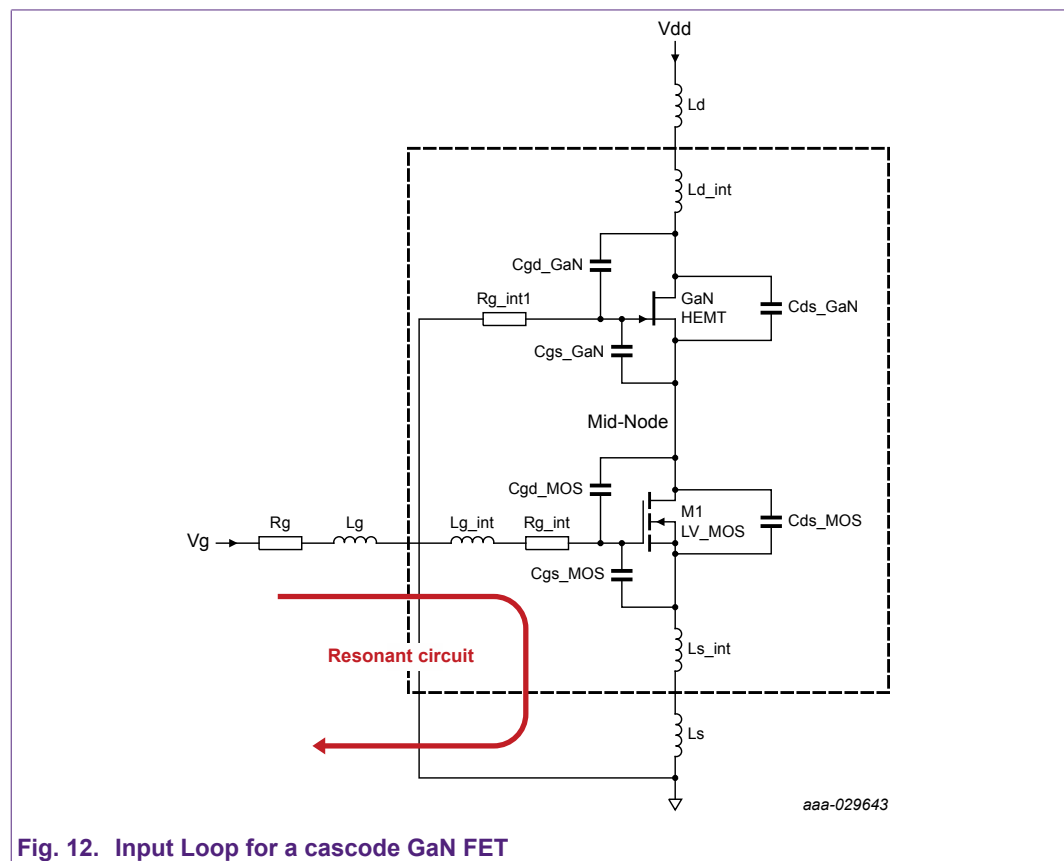 Vdd
Ld
Ld_int
Cgd_GaN
Rg_int1
GaN
HEMT
Cds_GaN
Cgs_GaN
Mid-Node
Cgd_MOS
M1
LV_MOS
Cds_MOS
Vg
Rg
Lg
Lg_int
Rg_int
Cgs_MOS
Resonant circuit
Ls_int
Ls
aaa-029643
Fig. 12. Input Loop for a cascode GaN FET